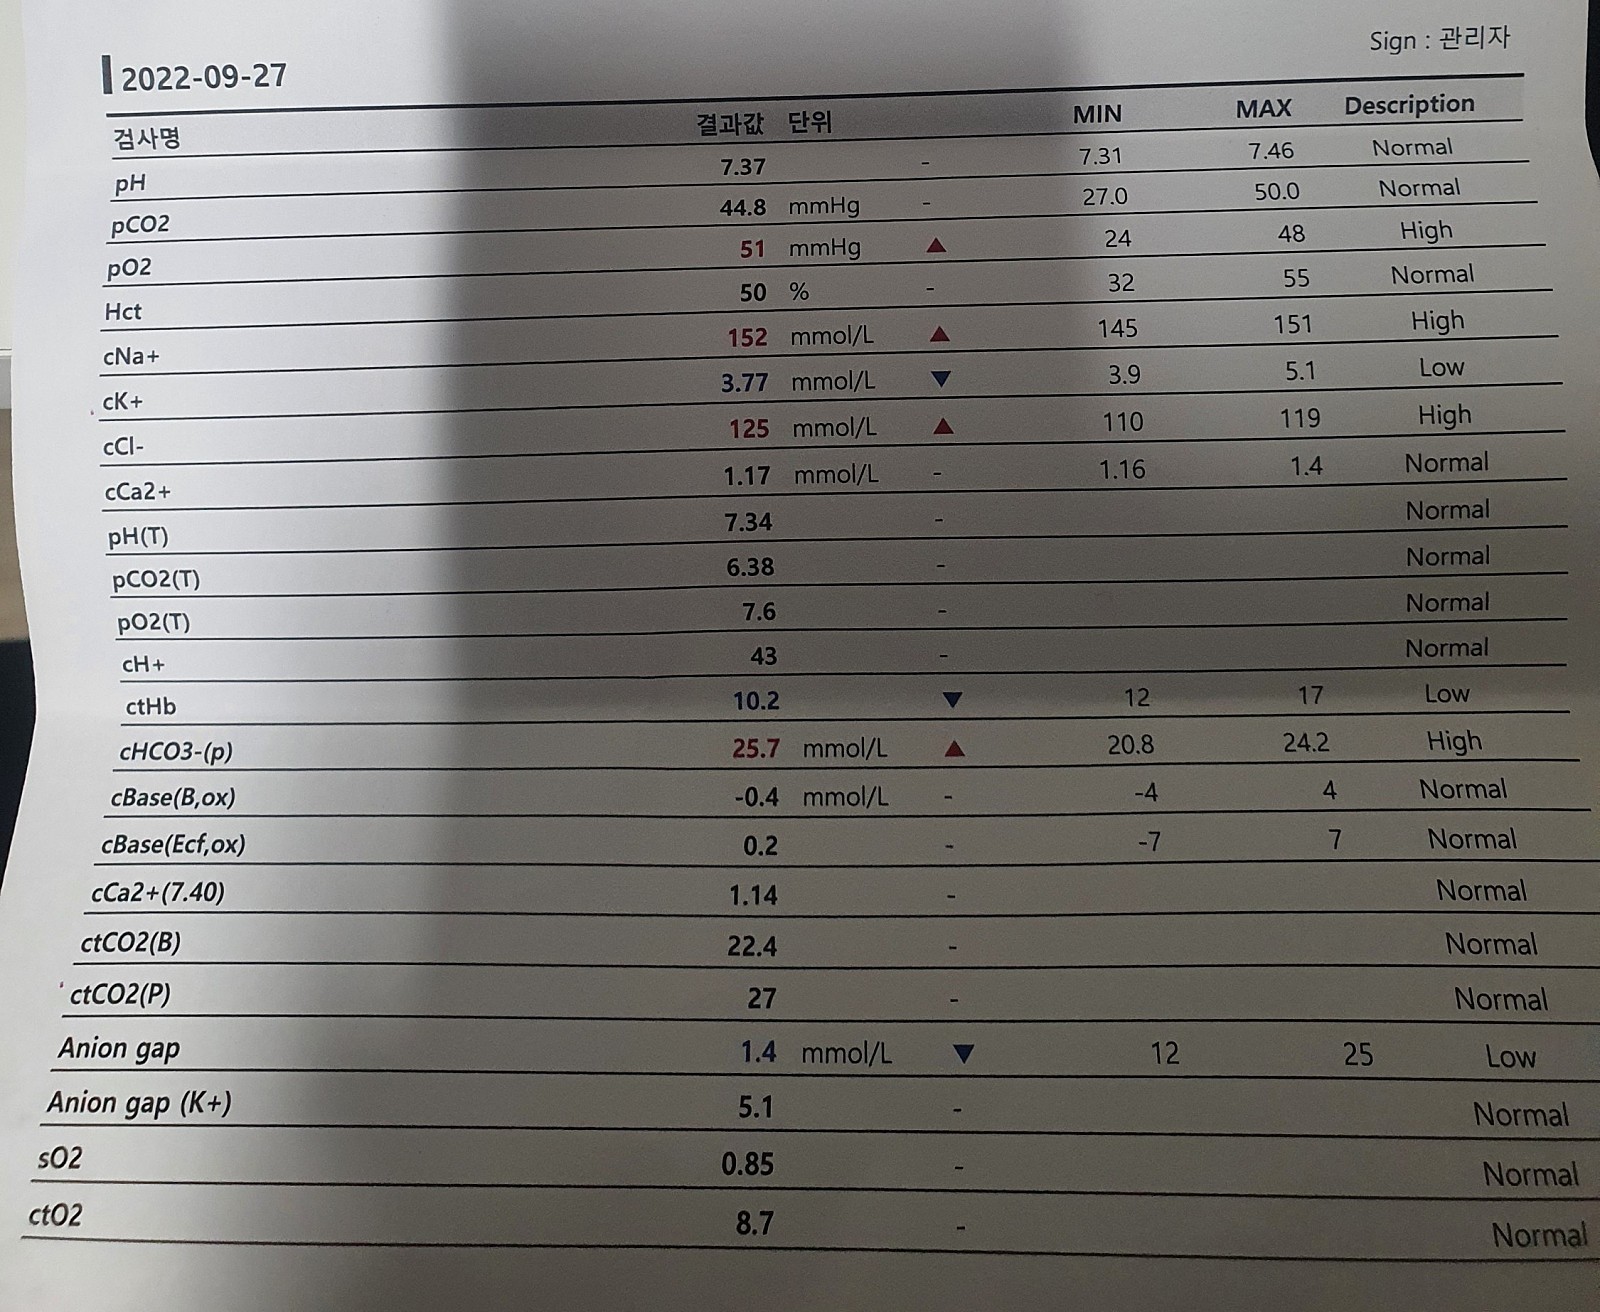 Sign : 관리자
2022-09-27
검사명 결과값 단위 MIN MAX Description
pH 7.37 - 7.31 7.46 Normal
pCO2 44.8 mmHg - 27.0 50.0 Normal
pO2 51 mmHg ▲ 24 48 High
Hct 50 % - 32 55 Normal
cNa+ 152 mmol/L ▲ 145 151 High
cK+ 3.77 mmol/L ▼ 3.9 5.1 Low
cCl- 125 mmol/L ▲ 110 119 High
cCa2+ 1.17 mmol/L - 1.16 1.4 Normal
pH(T) 7.34 - Normal
pCO2(T) 6.38 - Normal
pO2(T) 7.6 - Normal
cH+ 43 - Normal
ctHb 10.2 ▼ 12 17 Low
cHCO3-(p) 25.7 mmol/L ▲ 20.8 24.2 High
cBase(B,ox) -0.4 mmol/L - -4 4 Normal
cBase(Ecf,ox) 0.2 - -7 7 Normal
cCa2+(7.40) 1.14 - Normal
ctCO2(B) 22.4 - Normal
ctCO2(P) 27 - Normal
Anion gap 1.4 mmol/L ▼ 12 25 Low
Anion gap (K+) 5.1 - Normal
sO2 0.85 - Normal
ctO2 8.7 - Normal